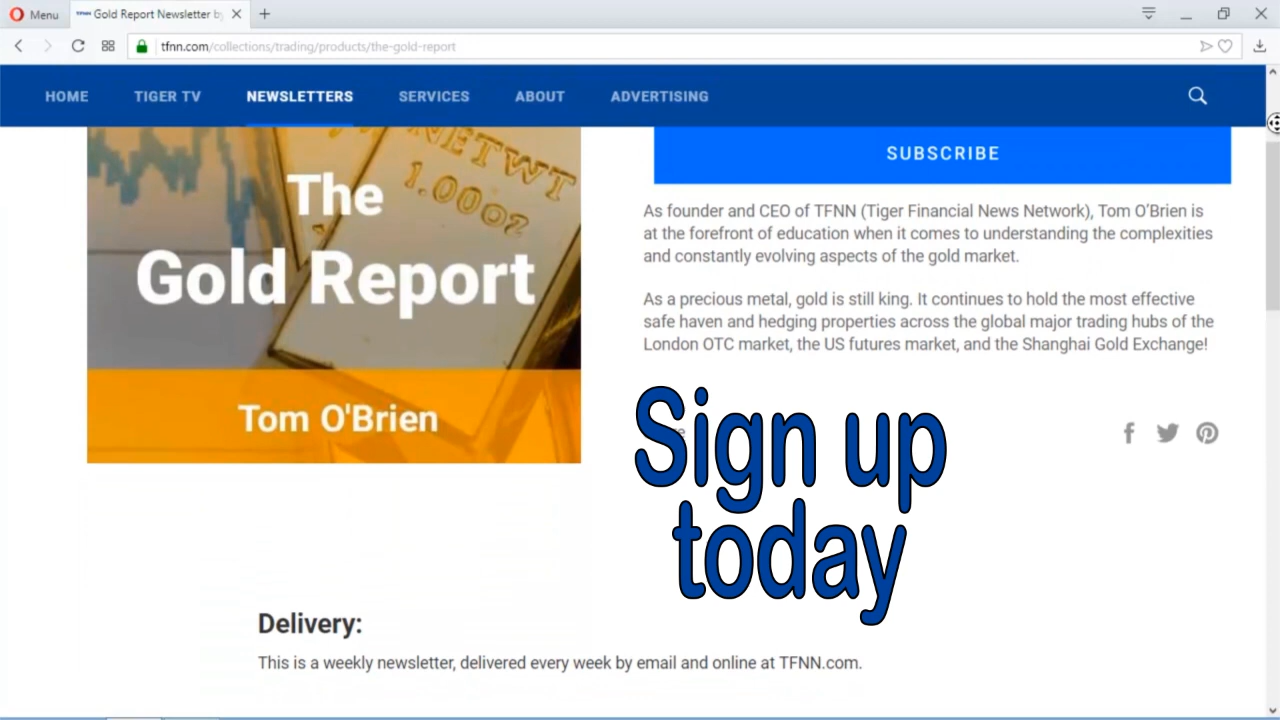 Menu
TFNN Gold Report Newsletter by
tfnn.com/collections/trading/products/the-gold-report
HOME
TIGER TV
NEWSLETTERS
SERVICES
ABOUT
ADVERTISING
NETWT
1.00oz
The
Gold Report
Tom O'Brien
SUBSCRIBE
As founder and CEO of TFNN (Tiger Financial News Network), Tom O’Brien is
at the forefront of education when it comes to understanding the complexities
and constantly evolving aspects of the gold market.
As a precious metal, gold is still king. It continues to hold the most effective
safe haven and hedging properties across the global major trading hubs of the
London OTC market, the US futures market, and the Shanghai Gold Exchange!
Sign up
today
Delivery:
This is a weekly newsletter, delivered every week by email and online at TFNN.com.